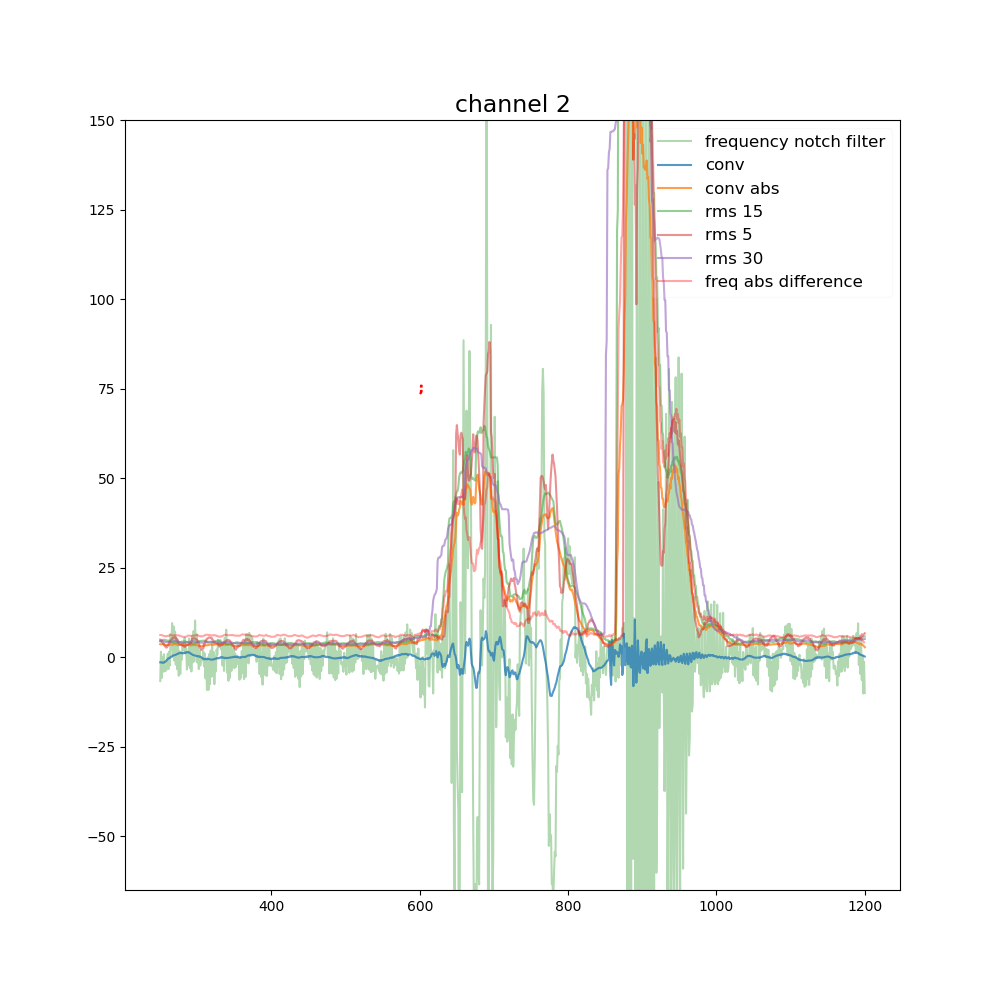 channel 2
150
125
100
75
50
25
0
−25
−50
frequency notch filter
conv
conv abs
rms 15
rms 5
rms 30
freq abs difference
;
400
600
800
1000
1200